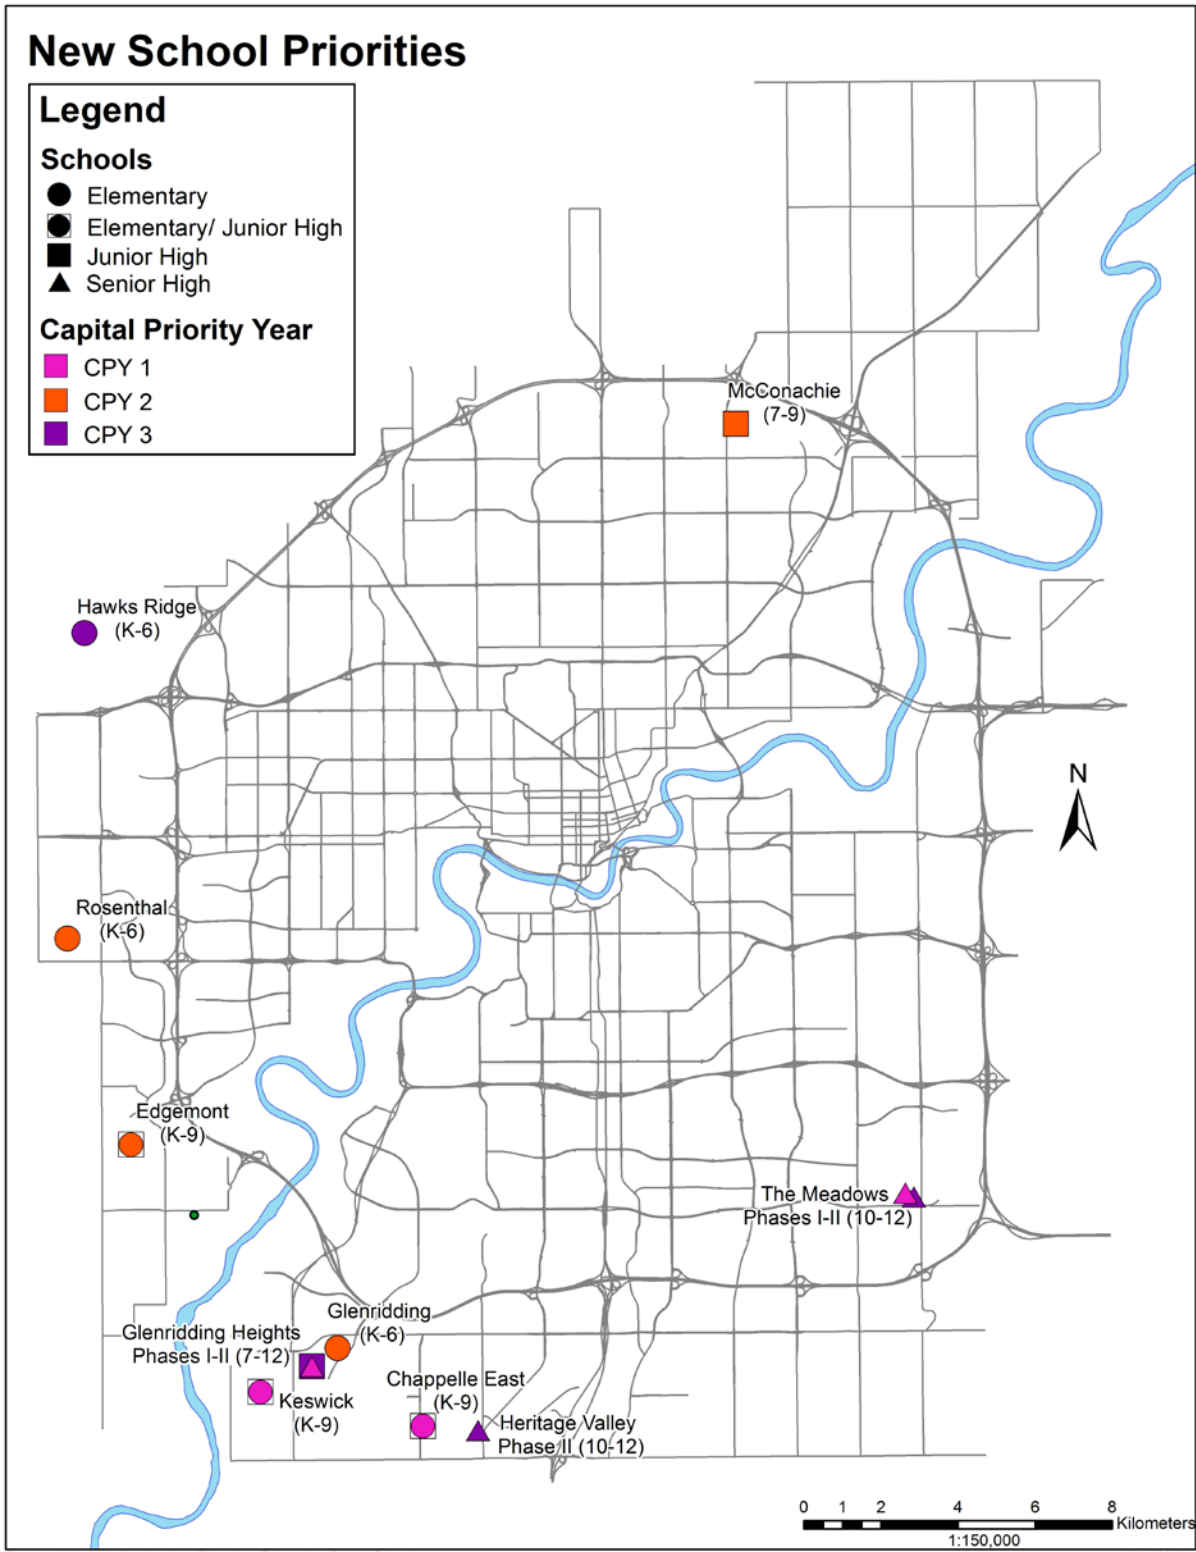 New School Priorities
Legend
Schools
Elementary
Elementary/ Junior High
Junior High
Senior High
Capital Priority Year
CPY 1
CPY 2
CPY 3
McConachie
(7-9)
Hawks Ridge
(K-6)
N
Rosenthal
(K-6)
Edgemont
(K-9)
The Meadows
Phases I-II (10-12)
Glenridding
(K-6)
Glenridding Heights
Phases I-II (7-12)
Chappelle East
(K-9)
Keswick
(K-9)
Heritage Valley
Phase II (10-12)
0 1 2 4 6 8
Kilometers
1:150,000